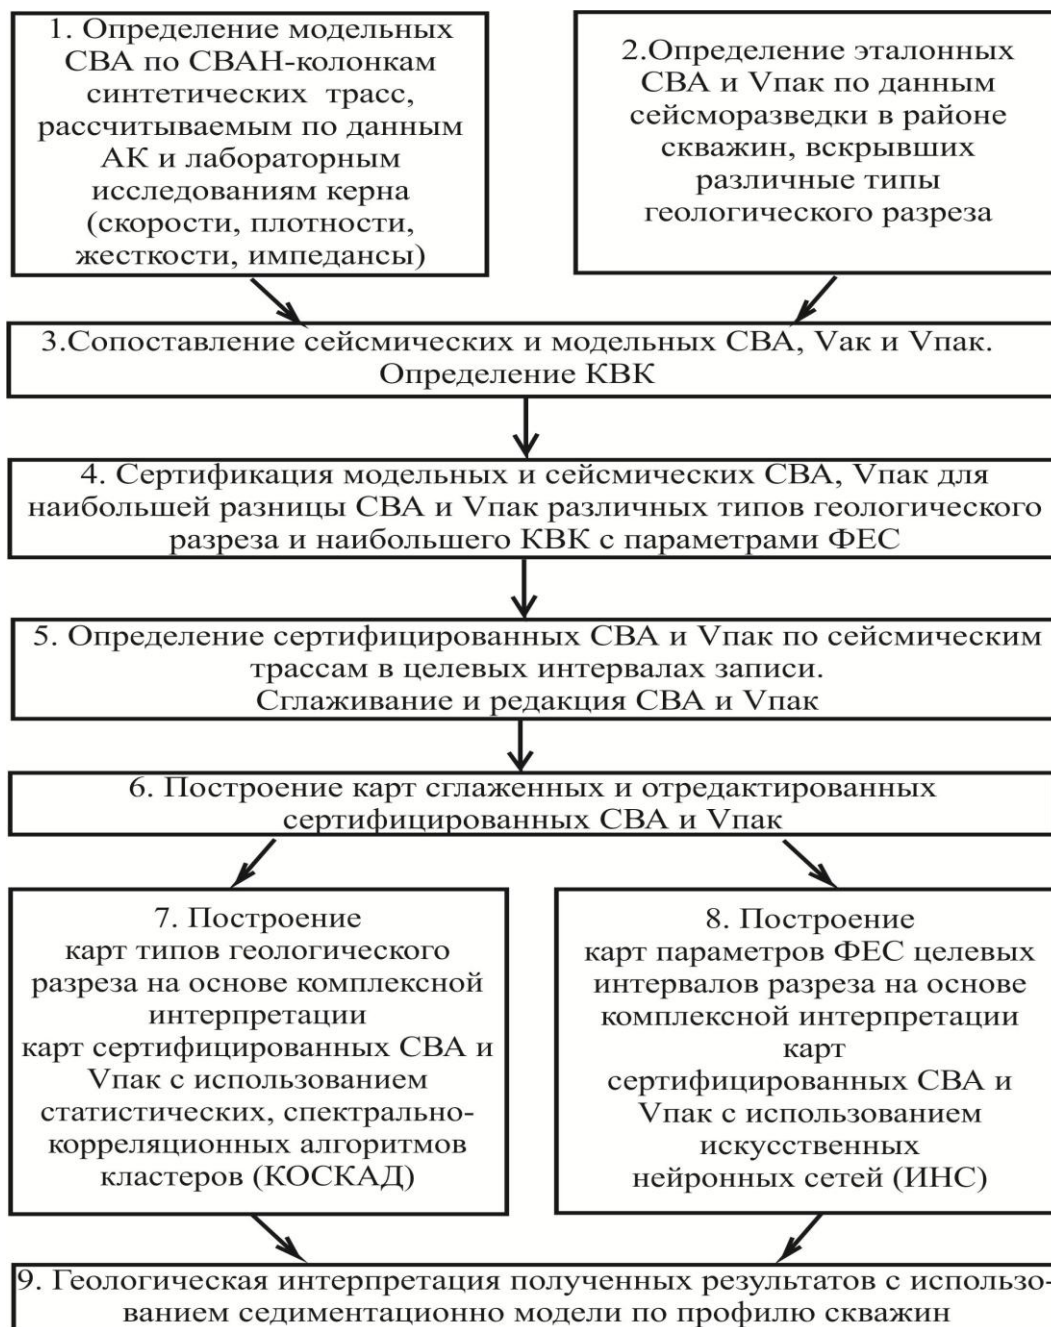 1. Определение модельных
СВА по СВАН-колонкам
синтетических трасс,
рассчитываемым по данным
АК и лабораторным
исследованиям керна
(скорости, плотности,
жесткости, импедансы)
2.Определение эталонных
СВА и Vпак по данным
сейсморазведки в районе
скважин, вскрывших
различные типы
геологического разреза
3.Сопоставление сейсмических и модельных СВА, Vак и Vпак.
Определение КВК
4. Сертификация модельных и сейсмических СВА, Vпак для
наибольшей разницы СВА и Vпак различных типов геологического
разреза и наибольшего КВК с параметрами ФЕС
5. Определение сертифицированных СВА и Vпак по сейсмическим
трассам в целевых интервалах записи.
Сглаживание и редакция СВА и Vпак
6. Построение карт сглаженных и отредактированных
сертифицированных СВА и Vпак
7. Построение
карт типов геологического
разреза на основе комплексной
интерпретации
карт сертифицированных СВА и
Vпак с использованием
статистических, спектрально-
корреляционных алгоритмов
кластеров (КОСКАД)
8. Построение
карт параметров ФЕС целевых
интервалов разреза на основе
комплексной интерпретации
карт
сертифицированных СВА и
Vпак с использованием
искусственных
нейронных сетей (ИНС)
9. Геологическая интерпретация полученных результатов с использо-
ванием седиментационно модели по профилю скважин